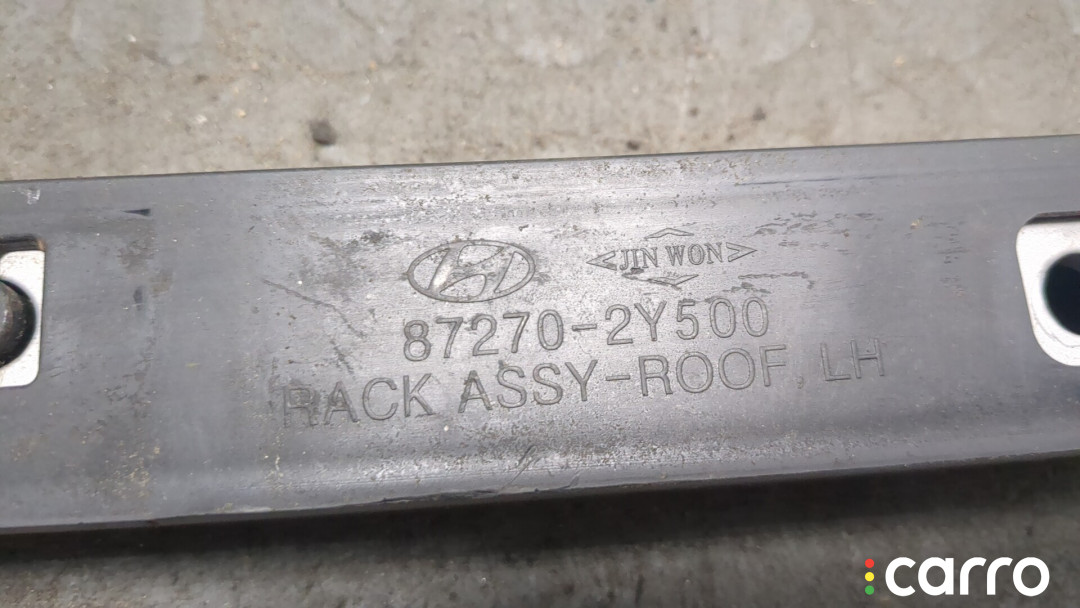 <JIN WON>
87270-2Y500
RACK ASSY-ROOF, LH
carro